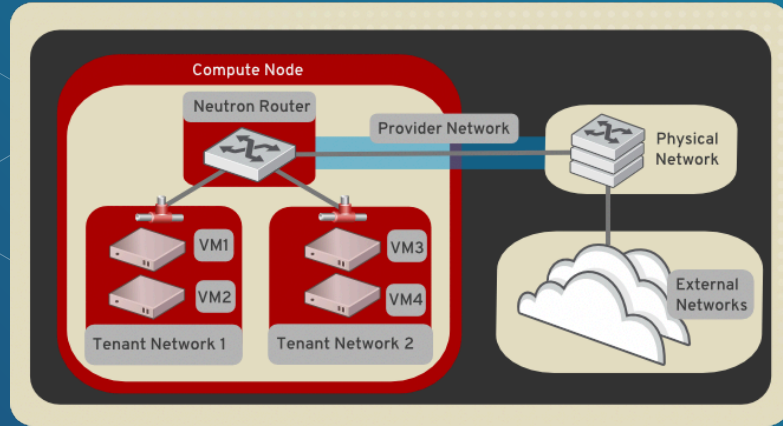 Compute Node
Neutron Router
Provider Network
Physical
Network
VM1
VM2
Tenant Network 1
VM3
VM4
Tenant Network 2
External
Networks